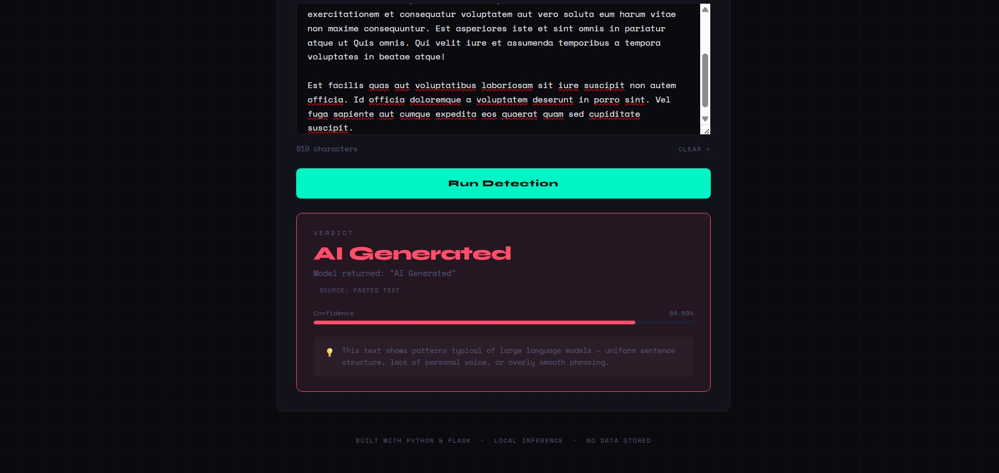 exercitationem et consequatur voluptatem aut vero soluta eum harum vitae
non maxime consequuntur. Est asperiores iste et sint omnis in pariatur
atque ut Quis omnis. Qui velit iure et assumenda temporibus a tempora
voluptates in beatae atque!
Est facilis quas aut voluptatibus laboriosam sit iure suscipit non autem
officia. Id officia doloremque a voluptatem deserunt in porro sint. Vel
fuga sapiente aut cumque expedita eos quaerat quam sed cupiditate
suscipit.
810 characters
CLEAR ×
Run Detection
VERDICT
AI Generated
Model returned: "AI Generated"
SOURCE: PASTED TEXT
Confidence
84.69%
This text shows patterns typical of large language models — uniform sentence
structure, lack of personal voice, or overly smooth phrasing.
BUILT WITH PYTHON & FLASK · LOCAL INFERENCE · NO DATA STORED